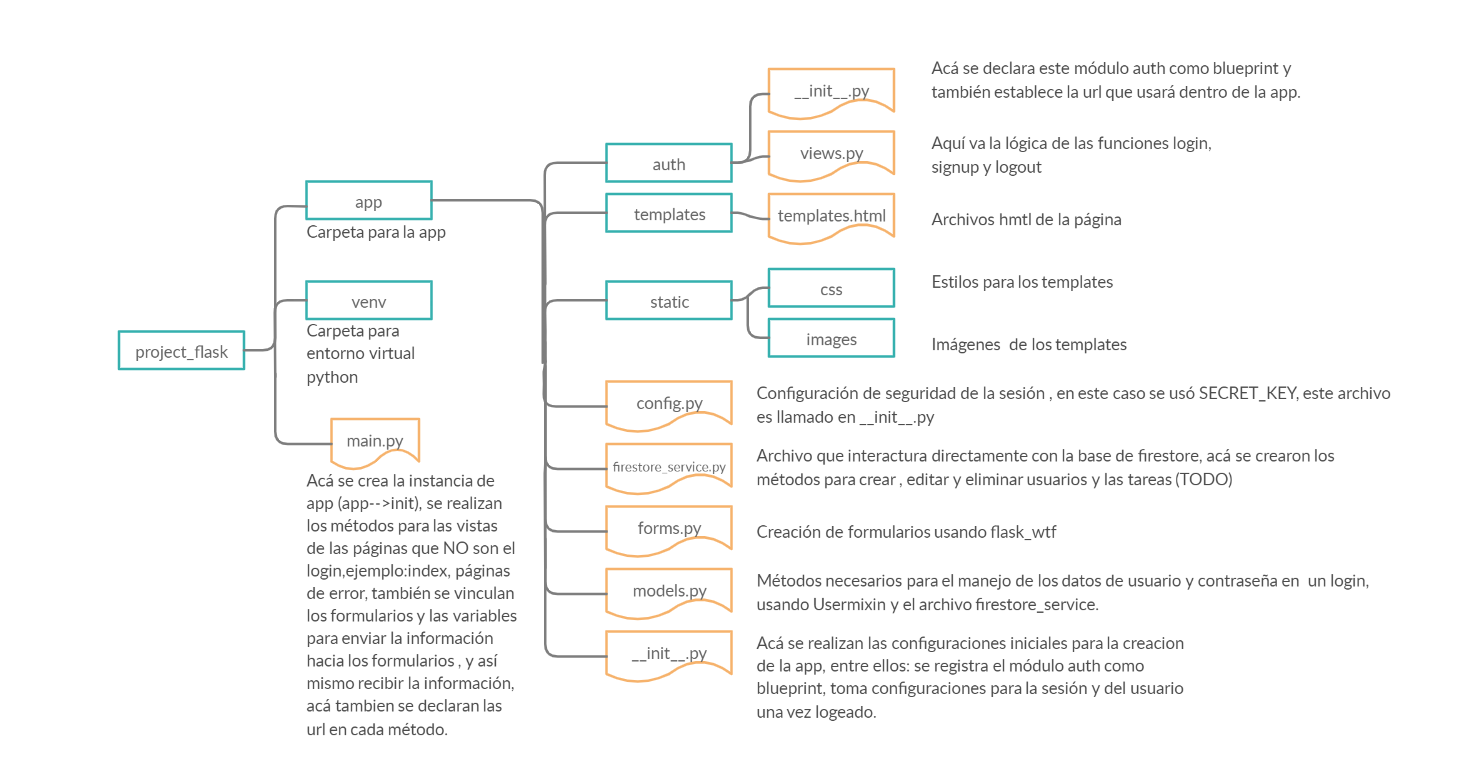 project_flask
app
Carpeta para la app
venv
Carpeta para
entorno virtual
python
main.py
Acá se crea la instancia de
app (app-->init), se realizan
los métodos para las vistas
de las páginas que NO son el
login,ejemplo:index, páginas
de error, también se vinculan
los formularios y las variables
para enviar la información
hacia los formularios , y así
mismo recibir la información,
acá tambien se declaran las
url en cada método.
auth
__init__.py
Acá se declara este módulo auth como blueprint y
también establece la url que usará dentro de la app.
views.py
Aquí va la lógica de las funciones login,
signup y logout
templates
templates.html
Archivos hmtl de la página
static
css
Estilos para los templates
images
Imágenes de los templates
config.py
Configuración de seguridad de la sesión , en este caso se usó SECRET_KEY, este archivo
es llamado en __init__.py
firestore_service.py
Archivo que interactura directamente con la base de firestore, acá se crearon los
métodos para crear , editar y eliminar usuarios y las tareas (TODO)
forms.py
Creación de formularios usando flask_wtf
models.py
Métodos necesarios para el manejo de los datos de usuario y contraseña en un login,
usando Usermixin y el archivo firestore_service.
__init__.py
Acá se realizan las configuraciones iniciales para la creacion
de la app, entre ellos: se registra el módulo auth como
blueprint, toma configuraciones para la sesión y del usuario
una vez logeado.